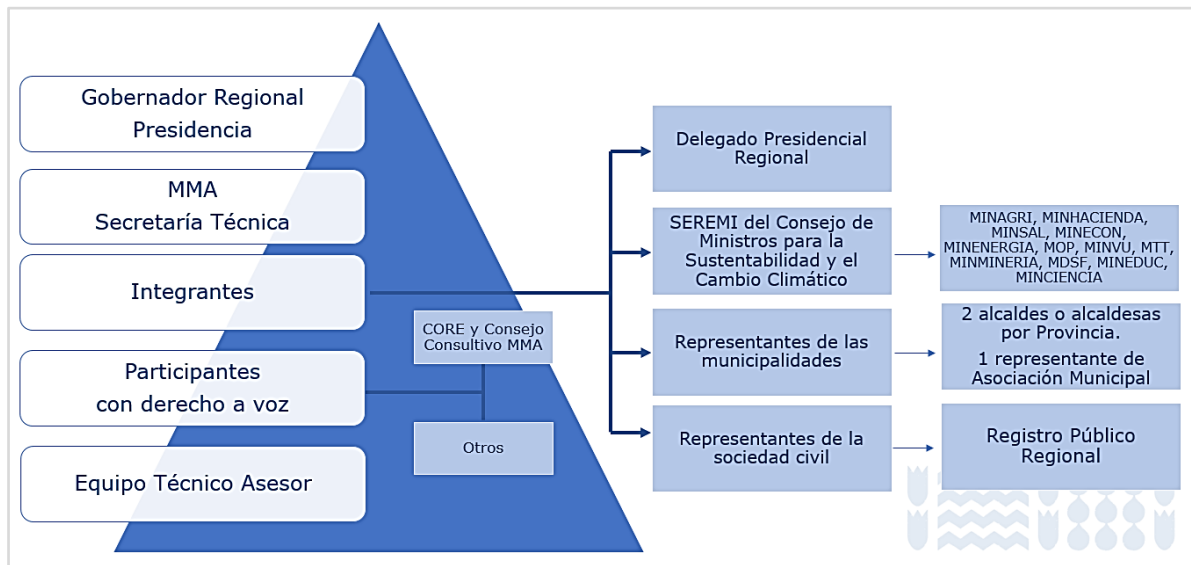 Gobernador Regional
Presidencia
MMA
Secretaría Técnica
Integrantes
Participantes
con derecho a voz
Equipo Técnico Asesor
CORE y Consejo
Consultivo MMA
Otros
Delegado Presidencial
Regional
SEREMI del Consejo de
Ministros para la
Sustentabilidad y el
Cambio Climático
Representantes de las
municipalidades
Representantes de la
sociedad civil
MINAGRI, MINHACIENDA,
MINSAL, MINECON,
MINENERGIA, MOP, MINVU, MTT,
MINMINERIA, MDSF, MINEDUC,
MINCIENCIA
2 alcaldes o alcaldesas
por Provincia.
1 representante de
Asociación Municipal
Registro Público
Regional